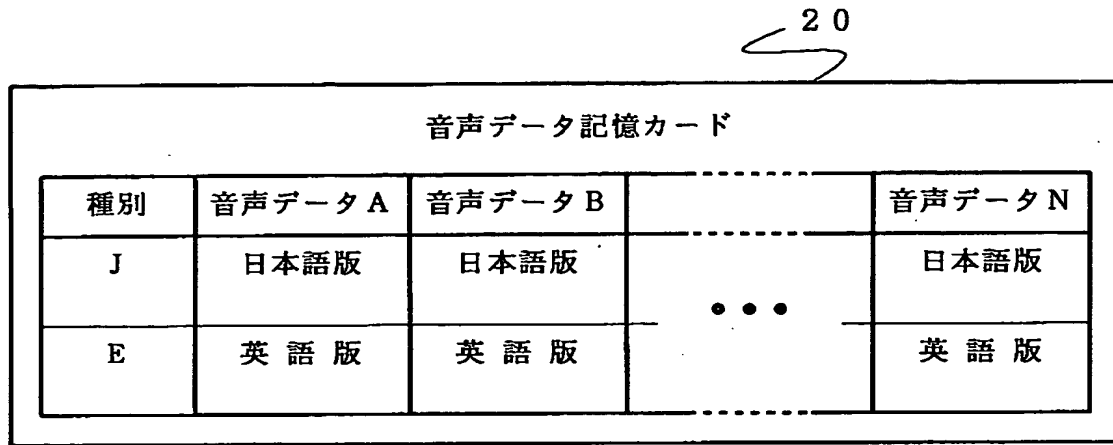 20
音声データ記憶カード
種別 音声データA 音声データB 音声データN
J 日本語版 日本語版 日本語版
•••
E 英語版 英語版 英語版